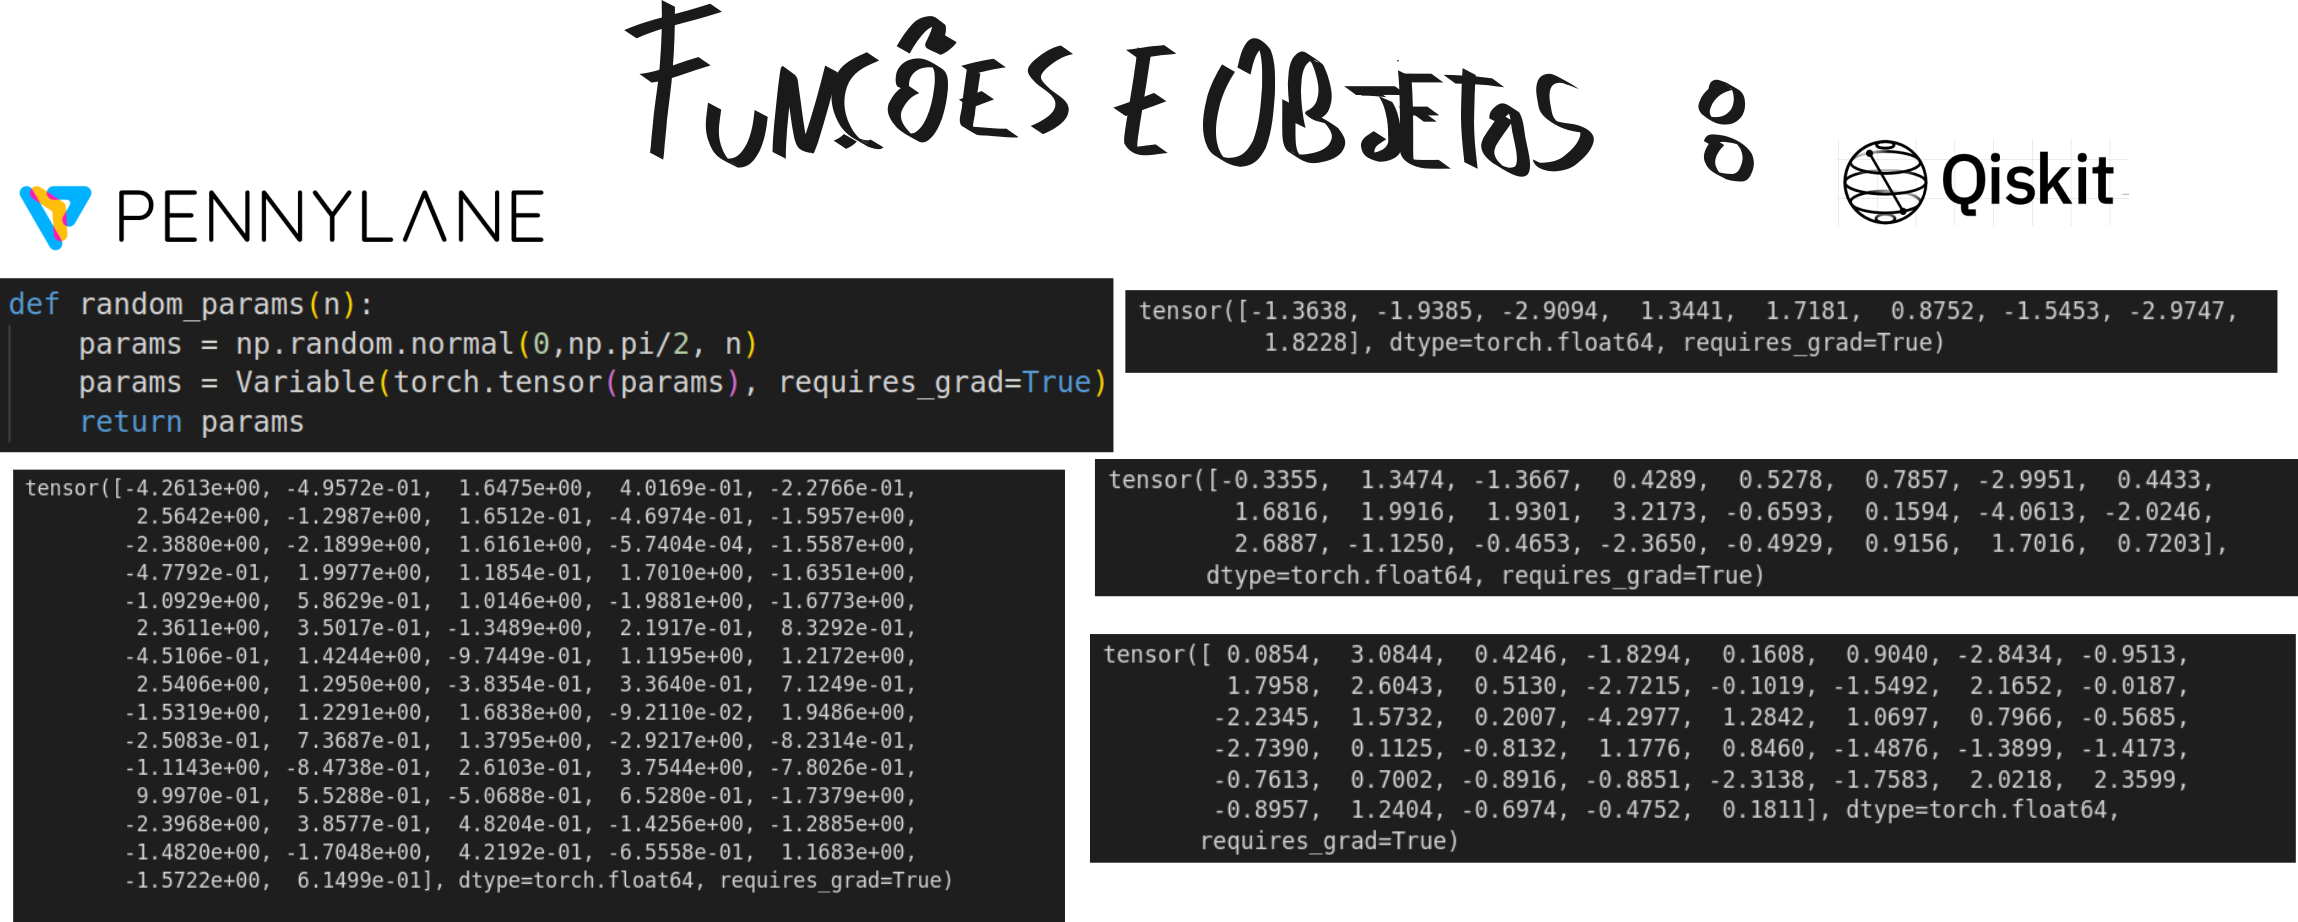 FUNÇÕES E OBJETOS :
PENNYLANE
Qiskit
def random_params(n):
params = np.random.normal(0,np.pi/2, n)
params = Variable(torch.tensor(params), requires_grad=True)
return params
tensor([-1.3638, -1.9385, -2.9094, 1.3441, 1.7181, 0.8752, -1.5453, -2.9747,
1.8228], dtype=torch.float64, requires_grad=True)
tensor([-4.2613e+00, -4.9572e-01, 1.6475e+00, 4.0169e-01, -2.2766e-01,
2.5642e+00, -1.2987e+00, 1.6512e-01, -4.6974e-01, -1.5957e+00,
-2.3880e+00, -2.1899e+00, 1.6161e-01, -5.7404e-04, -1.5587e+00,
-4.7792e-01, 1.9977e+00, 1.1854e-01, 1.7010e+00, -1.6351e+00,
-1.0929e+00, 5.8629e-01, 1.0146e+00, -1.9881e+00, -1.6773e+00,
2.3611e+00, 3.5017e-01, -1.3489e+00, 2.1917e-01, 8.3292e-01,
-4.5106e-01, 1.4244e+00, -9.7449e-01, 1.1195e+00, 1.2172e+00,
2.5406e+00, 1.2950e+00, -3.8354e-01, 3.3640e-01, 7.1249e-01,
-1.5319e+00, 1.2291e+00, 1.6838e+00, -9.2110e-02, 1.9486e+00,
-2.5083e-01, 7.3687e-01, 1.3795e+00, -2.9217e+00, -8.2314e-01,
-1.1143e+00, -8.4738e-01, 2.6103e-01, 3.7544e+00, -7.8026e-01,
9.9970e-01, 5.5288e-01, -5.0688e-01, 6.5280e-01, -1.7379e+00,
-2.3968e+00, 3.8577e-01, 4.8204e-01, -1.4256e+00, -1.2885e+00,
-1.4820e+00, -1.7048e+00, 4.2192e-01, -6.5558e-01, 1.1683e+00,
-1.5722e+00, 6.1499e-01], dtype=torch.float64, requires_grad=True)
tensor([-0.3355, 1.3474, -1.3667, 0.4289, 0.5278, 0.7857, -2.9951, 0.4433,
1.6816, 1.9916, 1.9301, 3.2173, -0.6593, 0.1594, -4.0613, -2.0246,
2.6887, -1.1250, -0.4653, -2.3650, -0.4929, 0.9156, 1.7016, 0.7203],
dtype=torch.float64, requires_grad=True)
tensor([ 0.0854, 3.0844, 0.4246, -1.8294, 0.1608, 0.9040, -2.8434, -0.9513,
1.7958, 2.6043, 0.5130, -2.7215, -0.1019, -1.5492, 2.1652, -0.0187,
-2.2345, 1.5732, 0.2007, -4.2977, 1.2842, 1.0697, 0.7966, -0.5685,
-2.7390, 0.1125, -0.8132, 1.1776, 0.8460, -1.4876, -1.3899, -1.4173,
-0.7613, 0.7002, -0.8916, -0.8851, -2.3138, -1.7583, 2.0218, 2.3599,
-0.8957, 1.2404, -0.6974, -0.4752, 0.1811], dtype=torch.float64,
requires_grad=True)